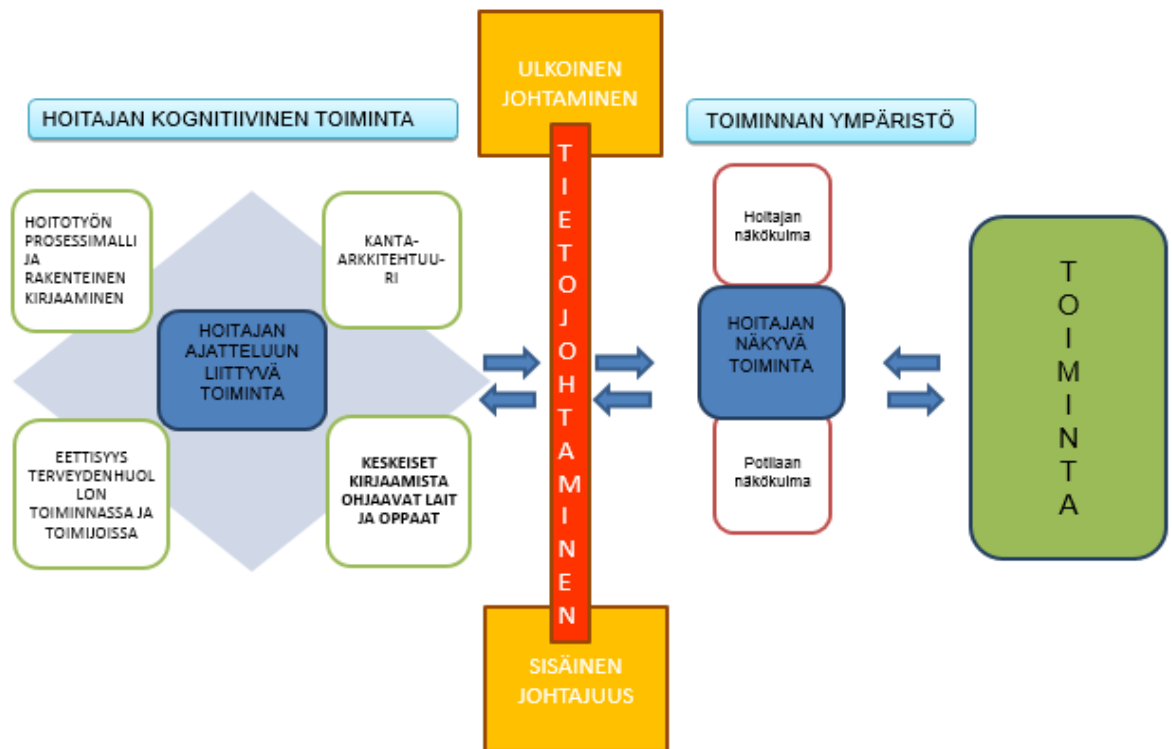 ULKOINEN
JOHTAMINEN
HOITAJAN KOGNITIIVINEN TOIMINTA
TOIMINNAN YMPÄRISTÖ
HOITOTYÖN
PROSESSIMALLI
JA
RAKENTEINEN
KIRJAAMINEN
KANTA-
ARKKITEHTUU-
RI
HOITAJAN
AJATTELUUN
LIITTYVÄ
TOIMINTA
EETTISYYS
TERVEYDENHUOL
LON
TOIMINNASSA JA
TOIMIJOISSA
KESKEISET
KIRJAAMISTA
OHJAAVAT LAIT
JA OPPAAT
TIETOJOHTAMINEN
Hoitajan
näkökulma
HOITAJAN
NÄKYVÄ
TOIMINTA
Potilaan
näkökulma
TOIMINTA
SISÄINEN
JOHTAJUUS